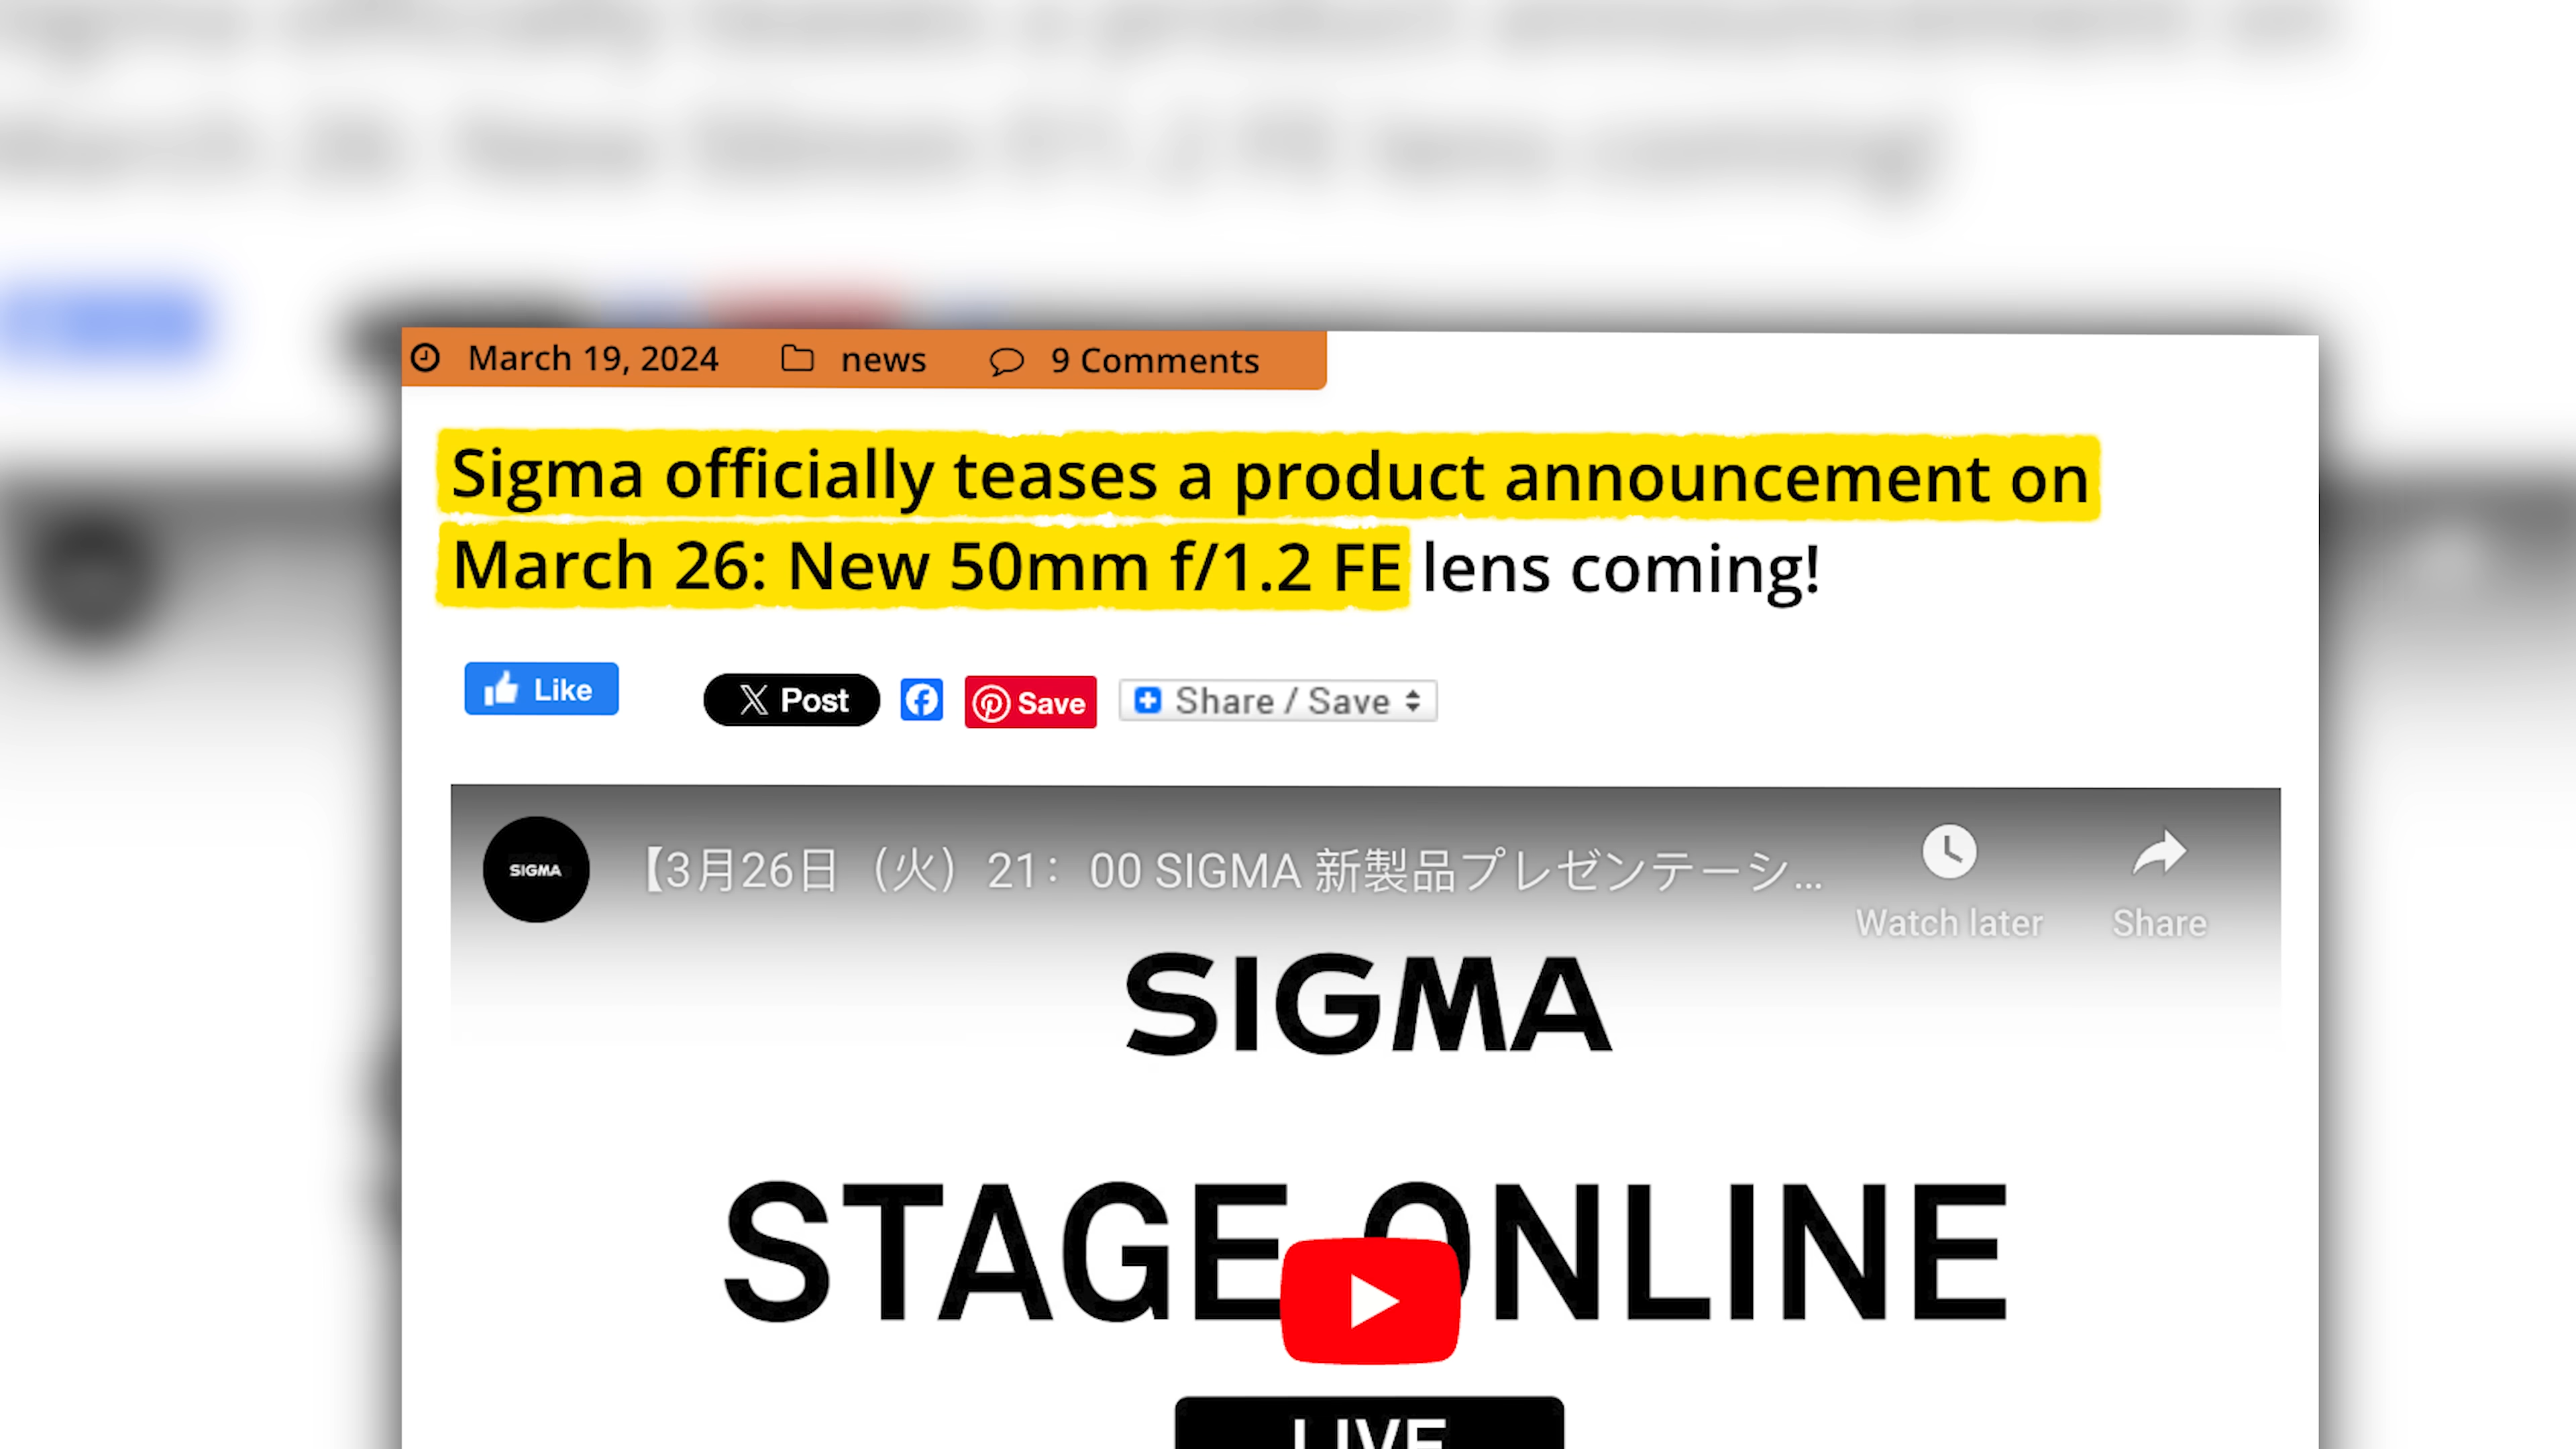 March 19, 2024 news 9 Comments
Sigma officially teases a product announcement on
March 26: New 50mm f/1.2 FE lens coming!
Like Post Save Share / Save
SIGMA 【3月26日（火）21：00 SIGMA 新製品プレゼンテーシ...
Watch later Share
SIGMA
STAGE ONLINE
LIVE